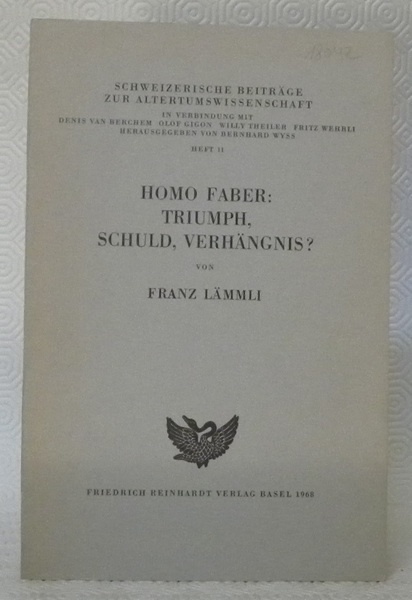 SCHWEIZERISCHE BEITRÄGE
ZUR ALTERTUMSWISSENSCHAFT
IN VERBINDUNG MIT
DENIS VAN BERCHEM OLOF GIGON WILLY THEILER FRITZ WEHRLI
HERAUSGEGEBEN VON BERNHARD WYSS
HEFT 11
HOMO FABER:
TRIUMPH,
SCHULD, VERHÄNGNIS?
VON
FRANZ LÄMMLI
FRIEDRICH REINHARDT VERLAG BASEL 1968